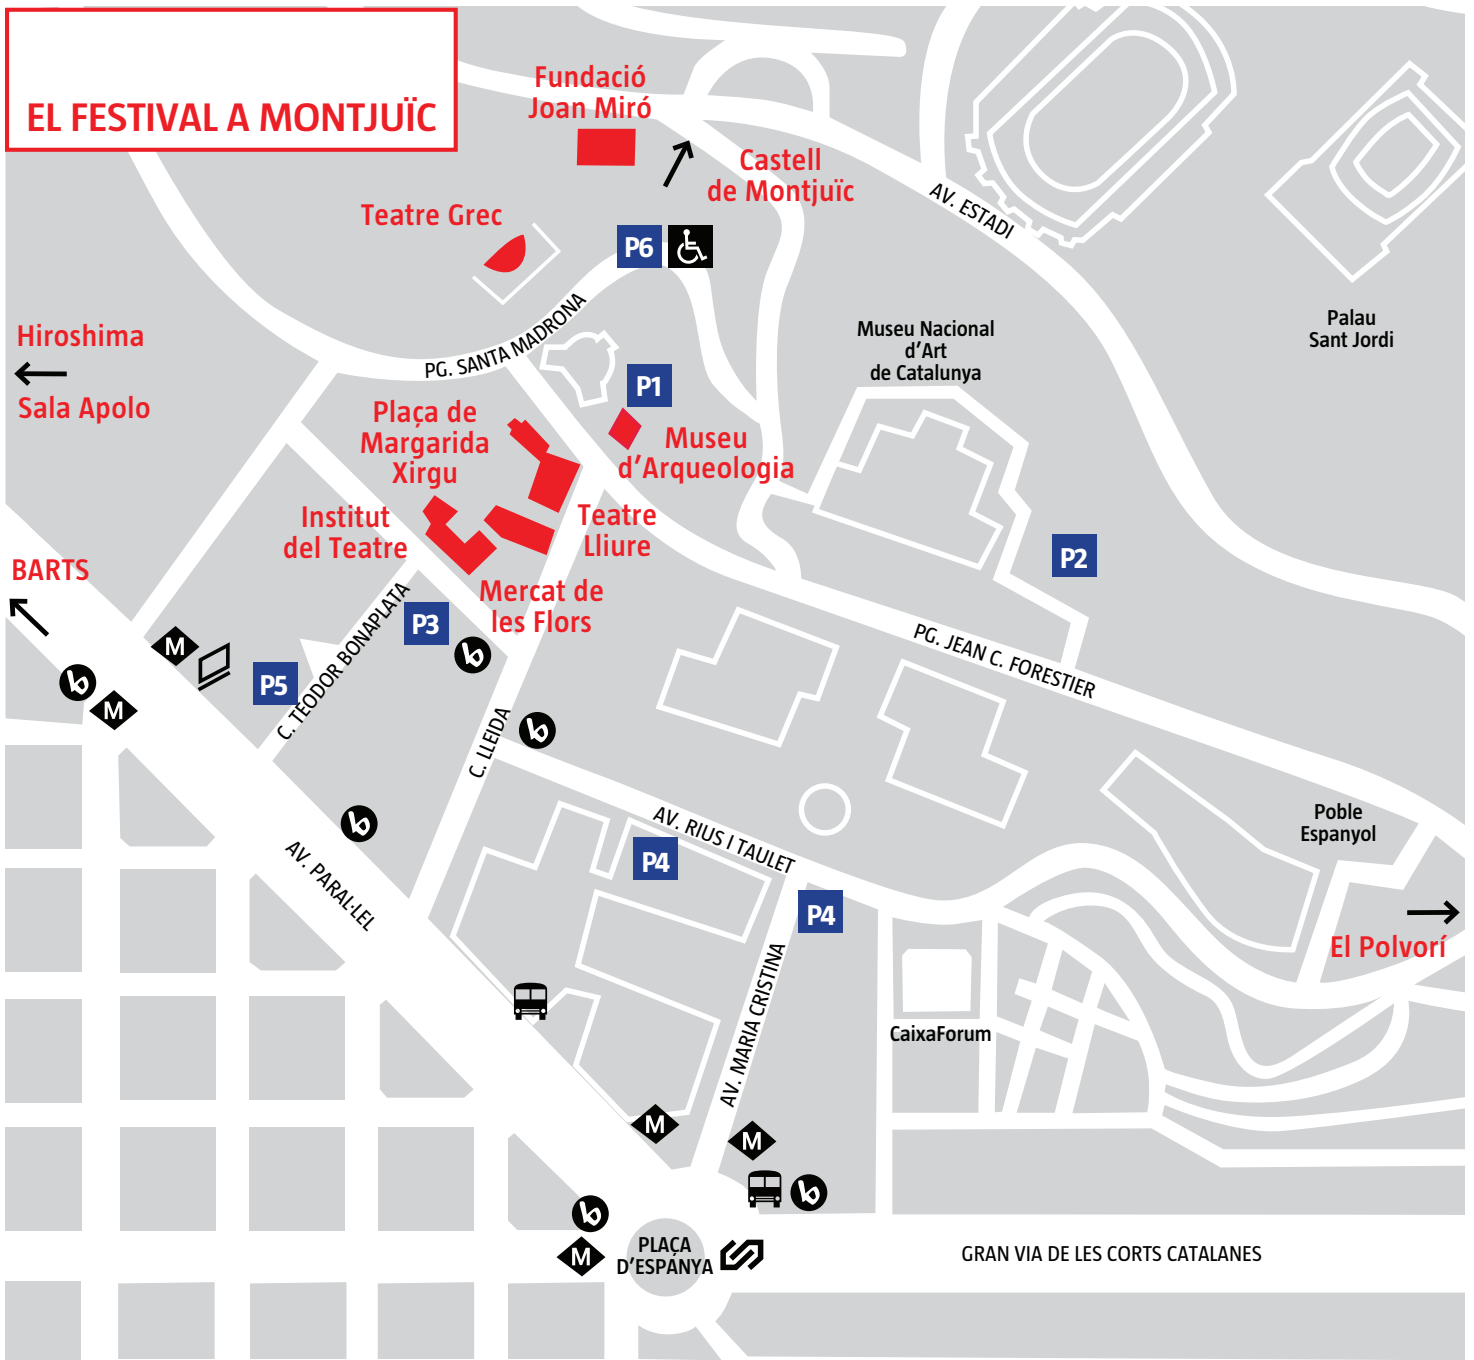 EL FESTIVAL A MONTJUÏC
Fundació
Joan Miró
Castell
de Montjuïc
Teatre Grec
P6
AV. ESTADI
Palau
Sant Jordi
Hiroshima
Sala Apolo
PG. SANTA MADRONA
Museu Nacional
d'Art
de Catalunya
P1
Plaça de
Margarida
Xirgu
Museu
d'Arqueologia
Institut
del Teatre
Teatre
Lliure
BARTS
P2
Mercat de
les Flors
P3
C. TEODOR BONAPLATA
PG. JEAN C. FORESTIER
M
b
M
P5
b
b
C. LLEIDA
b
AV. PARAL·LEL
AV. RIUS I TAULET
P4
P4
Poble
Espanyol
El Polvorí
AV. MARIA CRISTINA
CaixaForum
M
M
b
b
M
PLAÇA
D'ESPANYA
GRAN VIA DE LES CORTS CATALANES